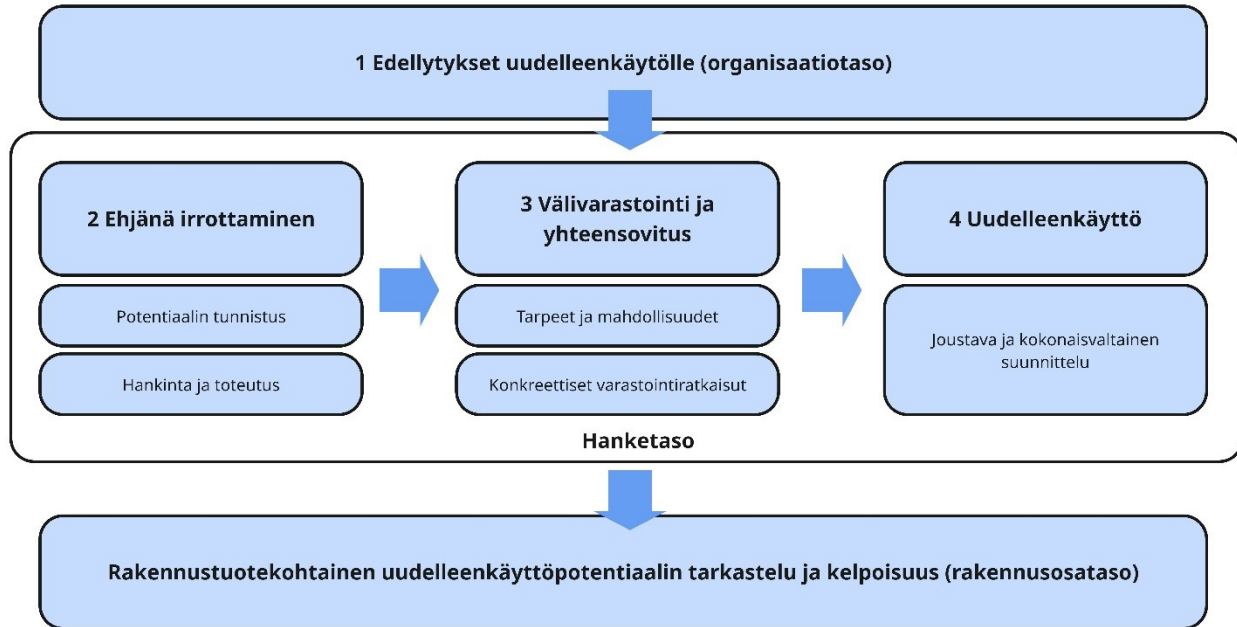 1 Edellytykset uudelleenkäytölle (organisaatiotaso)
2 Ehjänä irrottaminen
3 Välivarastointi ja
yhteensovitus
4 Uudelleenkäyttö
Potentiaalin tunnistus
Tarpeet ja mahdollisuudet
Joustava ja kokonaisvaltainen
suunnittelu
Hankinta ja toteutus
Konkreettiset varastointiratkaisut
Hanketaso
Rakennustuotekohtainen uudelleenkäyttöpotentiaalin tarkastelu ja kelpoisuus (rakennusosataso)